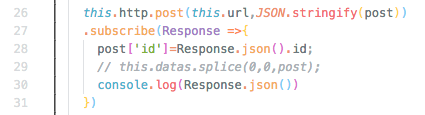 26 this.http.post(this.url,JSON.stringify(post))
27 .subscribe(Response =>{
28 post['id']=Response.json().id;
29 // this.datas.splice(0,0,post);
30 console.log(Response.json())
31 })